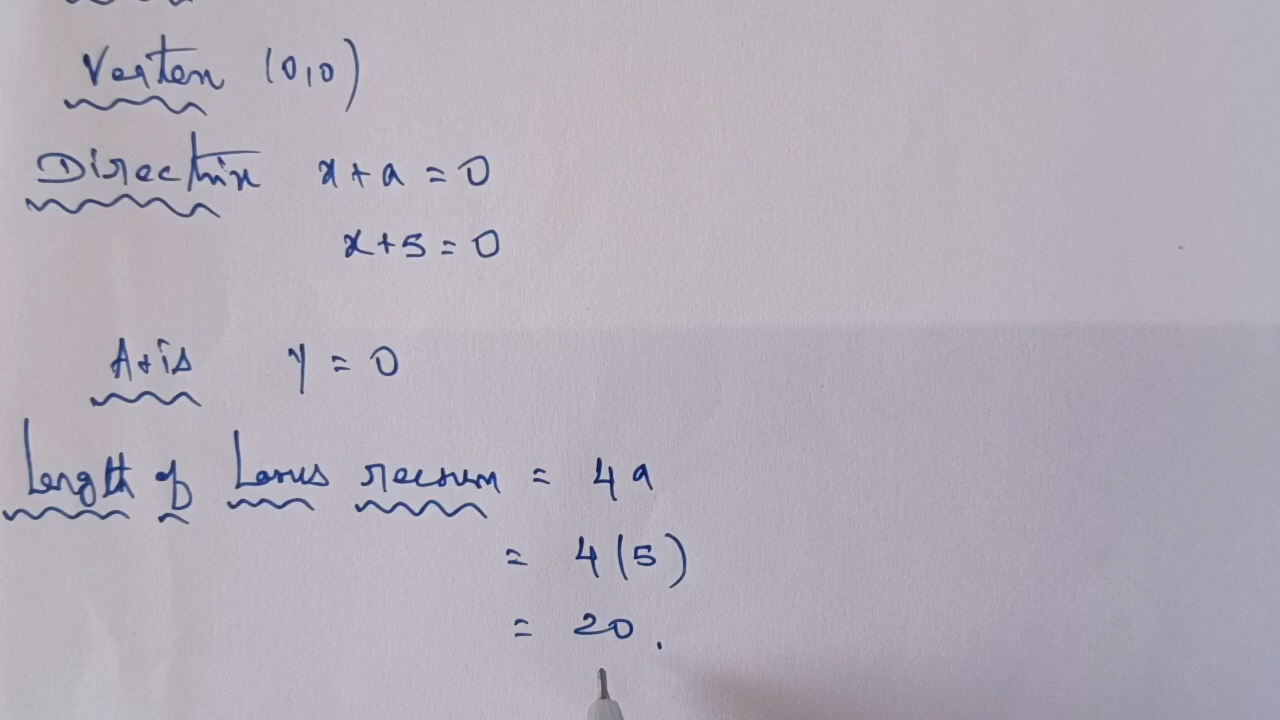 Vertex (0,0)
Directrix x+a=0
x+5=0
Axis y=0
Length of Latus rectum = 4a
= 4(5)
= 20.